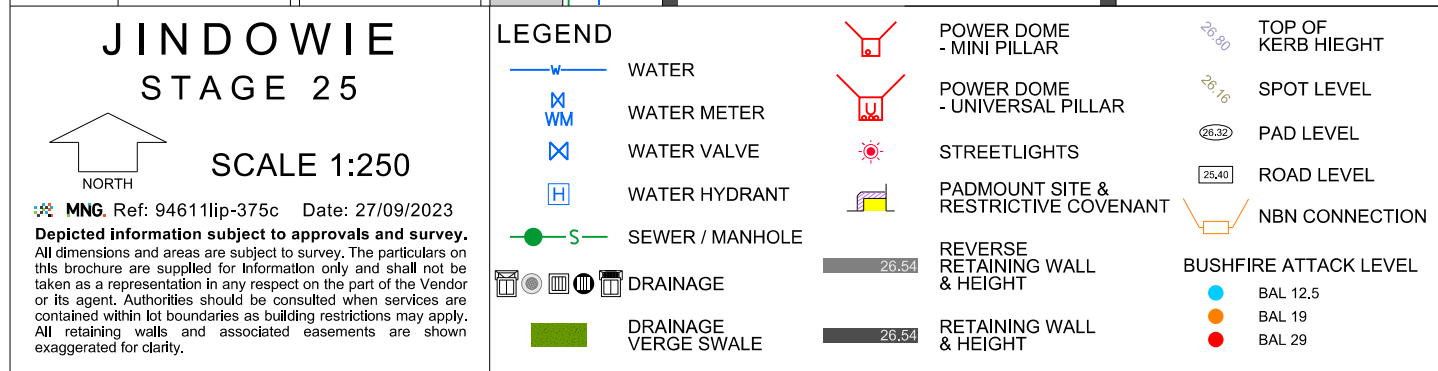 JINDOWIE
STAGE 25
NORTH
SCALE 1:250
MNG. Ref: 94611lip-375c Date: 27/09/2023
Depicted information subject to approvals and survey.
All dimensions and areas are subject to survey. The particulars on
this brochure are supplied for information only and shall not be
taken as a representation in any respect on the part of the Vendor
or its agent. Authorities should be consulted when services are
contained within lot boundaries as building restrictions may apply.
All retaining walls and associated easements are shown
exaggerated for clarity.
LEGEND
W WATER
WM WATER METER
WATER VALVE
H WATER HYDRANT
S SEWER / MANHOLE
DRAINAGE
DRAINAGE
VERGE SWALE
POWER DOME
- MINI PILLAR
POWER DOME
- UNIVERSAL PILLAR
U
STREETLIGHTS
PADMOUNT SITE &
RESTRICTIVE COVENANT
REVERSE
26.54 RETAINING WALL
& HEIGHT
26.54 RETAINING WALL
& HEIGHT
26.80 TOP OF
KERB HIEGHT
26.16 SPOT LEVEL
26.32 PAD LEVEL
25.40 ROAD LEVEL
NBN CONNECTION
BUSHFIRE ATTACK LEVEL
BAL 12.5
BAL 19
BAL 29